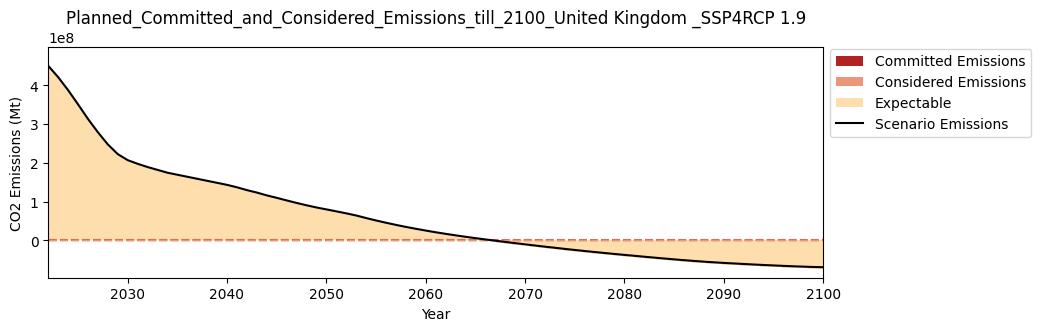 Planned_Committed_and_Considered_Emissions_till_2100_United Kingdom _SSP4RCP 1.9
1e8
Committed Emissions
Considered Emissions
Expectable
Scenario Emissions
CO2 Emissions (Mt)
4
3
2
1
0
2030 2040 2050 2060 2070 2080 2090 2100
Year